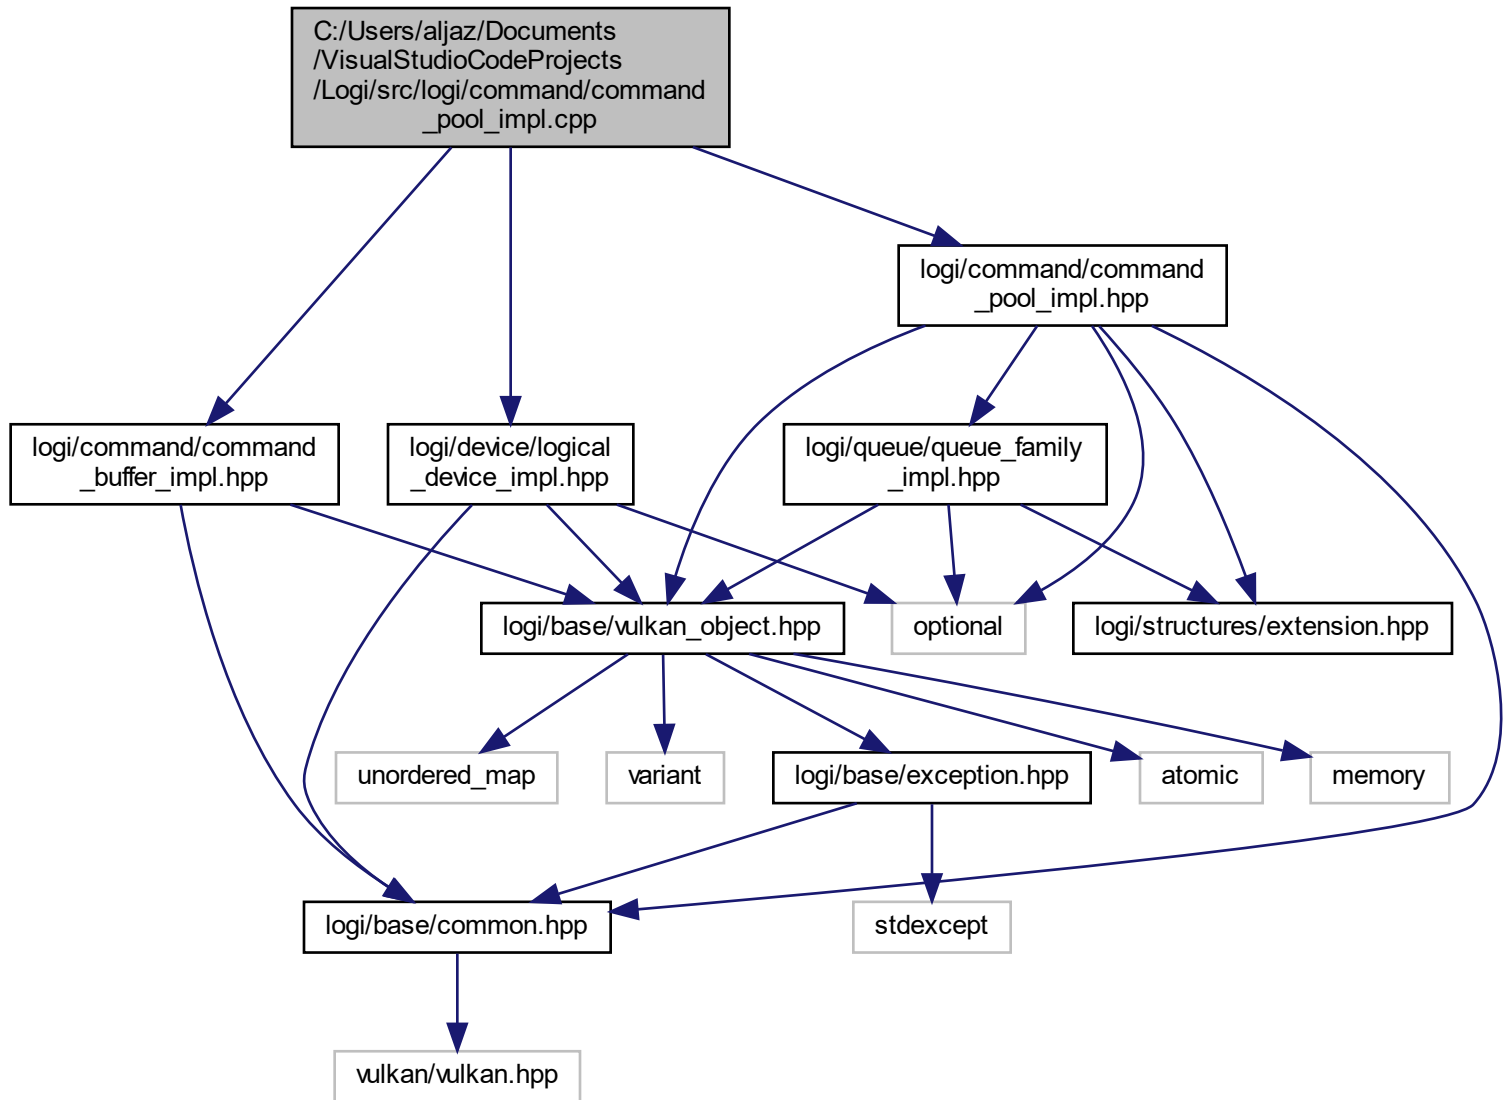 C:/Users/aljaz/Documents
/VisualStudioCodeProjects
/Logi/src/logi/command/command
_pool_impl.cpp
logi/command/command
_pool_impl.hpp
logi/command/command
_buffer_impl.hpp
logi/device/logical
_device_impl.hpp
logi/queue/queue_family
_impl.hpp
logi/base/vulkan_object.hpp
optional
logi/structures/extension.hpp
unordered_map
variant
logi/base/exception.hpp
atomic
memory
logi/base/common.hpp
stdexcept
vulkan/vulkan.hpp